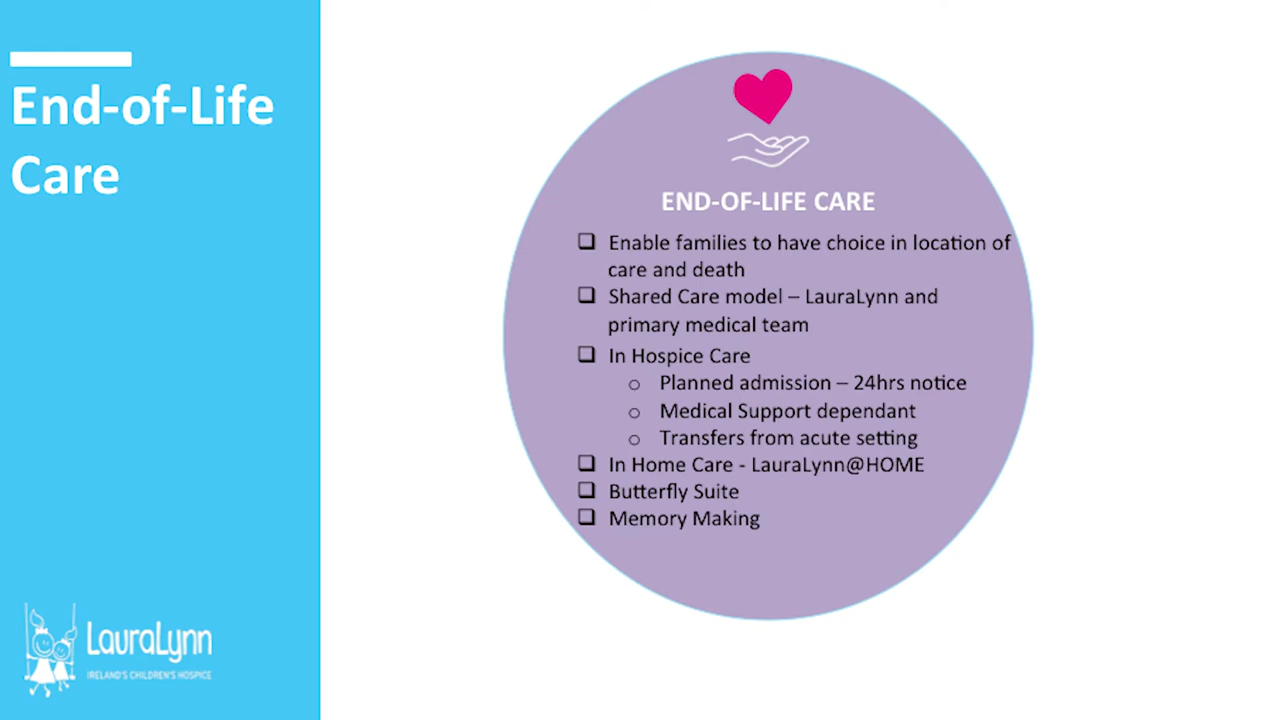 End-of-Life
Care
END-OF-LIFE CARE
❑ Enable families to have choice in location of
care and death
❑ Shared Care model – LauraLynn and
primary medical team
❑ In Hospice Care
o Planned admission – 24hrs notice
o Medical Support dependant
o Transfers from acute setting
❑ In Home Care - LauraLynn@HOME
❑ Butterfly Suite
❑ Memory Making
LauraLynn
IRELAND'S CHILDREN'S HOSPICE